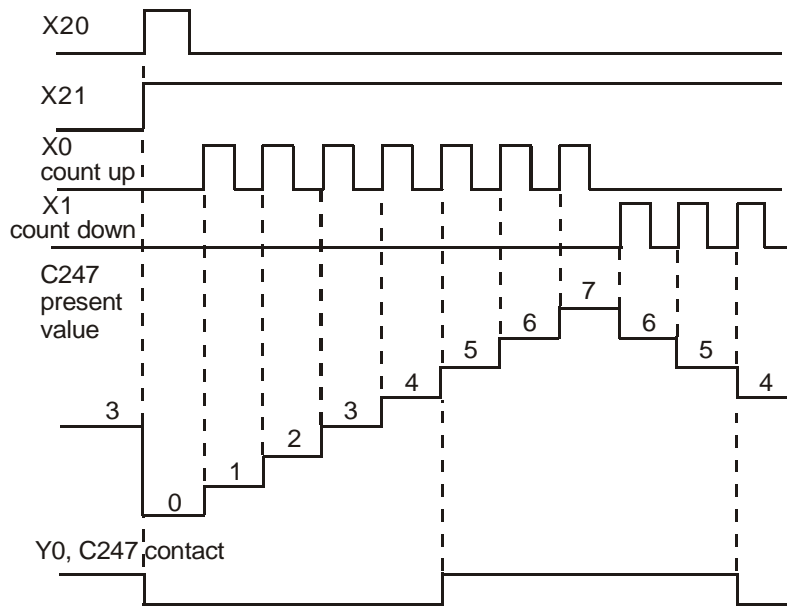 X20
X21
X0
count up
X1
count down
C247
present
value
7
6
6
5
5
4
4
3
3
2
1
0
Y0, C247 contact